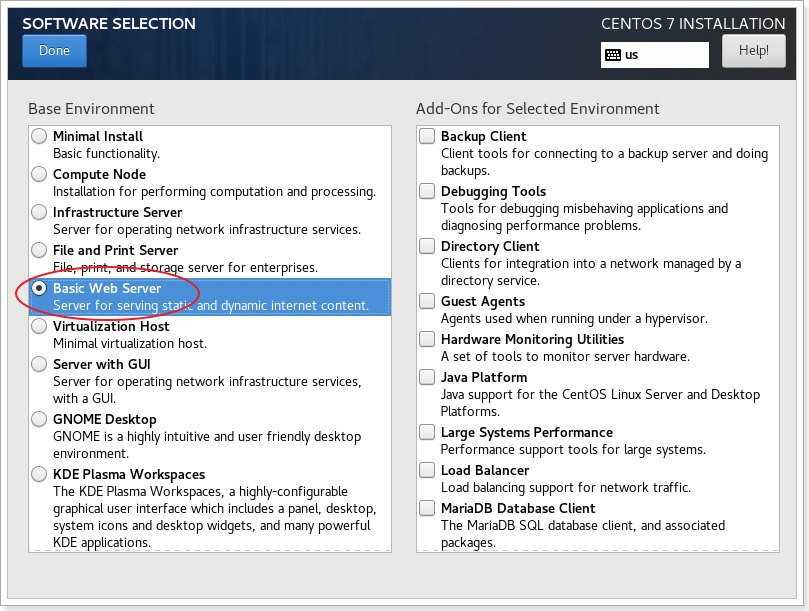 SOFTWARE SELECTION
CENTOS 7 INSTALLATION
Done
us
Help!
Base Environment
Minimal Install
Basic functionality.
Compute Node
Installation for performing computation and processing.
Infrastructure Server
Server for operating network infrastructure services.
File and Print Server
File, print, and storage server for enterprises.
Basic Web Server
Server for serving static and dynamic internet content.
Virtualization Host
Minimal virtualization host.
Server with GUI
Server for operating network infrastructure services,
with a GUI.
GNOME Desktop
GNOME is a highly intuitive and user friendly desktop
environment.
KDE Plasma Workspaces
The KDE Plasma Workspaces, a highly-configurable
graphical user interface which includes a panel, desktop,
system icons and desktop widgets, and many powerful
KDE applications.
Add-Ons for Selected Environment
Backup Client
Client tools for connecting to a backup server and doing
backups.
Debugging Tools
Tools for debugging misbehaving applications and
diagnosing performance problems.
Directory Client
Clients for integration into a network managed by a
directory service.
Guest Agents
Agents used when running under a hypervisor.
Hardware Monitoring Utilities
A set of tools to monitor server hardware.
Java Platform
Java support for the CentOS Linux Server and Desktop
Platforms.
Large Systems Performance
Performance support tools for large systems.
Load Balancer
Load balancing support for network traffic.
MariaDB Database Client
The MariaDB SQL database client, and associated
packages.